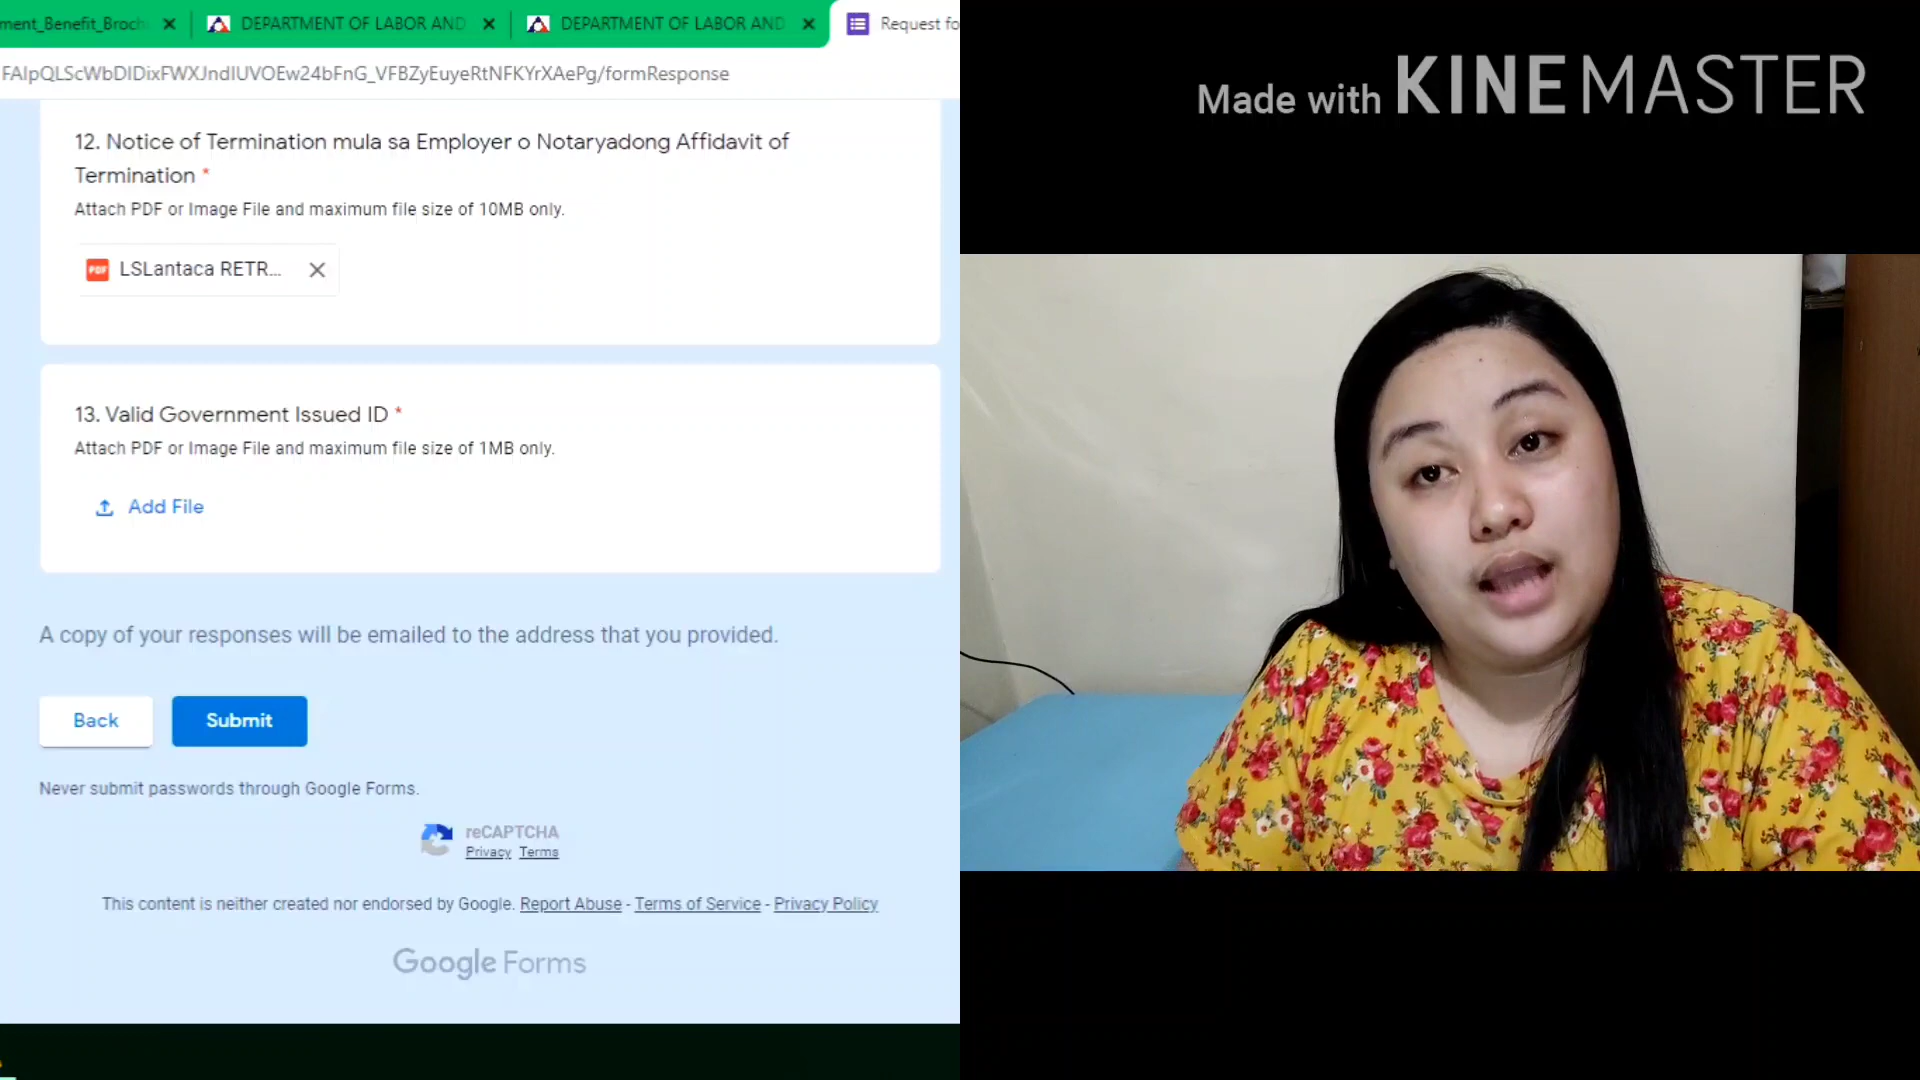 ment_Benefit_Broch
DEPARTMENT OF LABOR AND
DEPARTMENT OF LABOR AND
Request fo
FAIpQLScWbDIDixFWXJndIUVOEw24bFnG_VFBZyEuyeRtNFKYrXAePg/formResponse
12. Notice of Termination mula sa Employer o Notaryadong Affidavit of
Termination *
Attach PDF or Image File and maximum file size of 10MB only.
PDF LSLantaca RETR...
13. Valid Government Issued ID *
Attach PDF or Image File and maximum file size of 1MB only.
Add File
A copy of your responses will be emailed to the address that you provided.
Back
Submit
Never submit passwords through Google Forms.
reCAPTCHA
Privacy Terms
This content is neither created nor endorsed by Google. Report Abuse - Terms of Service - Privacy Policy
Google Forms
Made with KINEMASTER